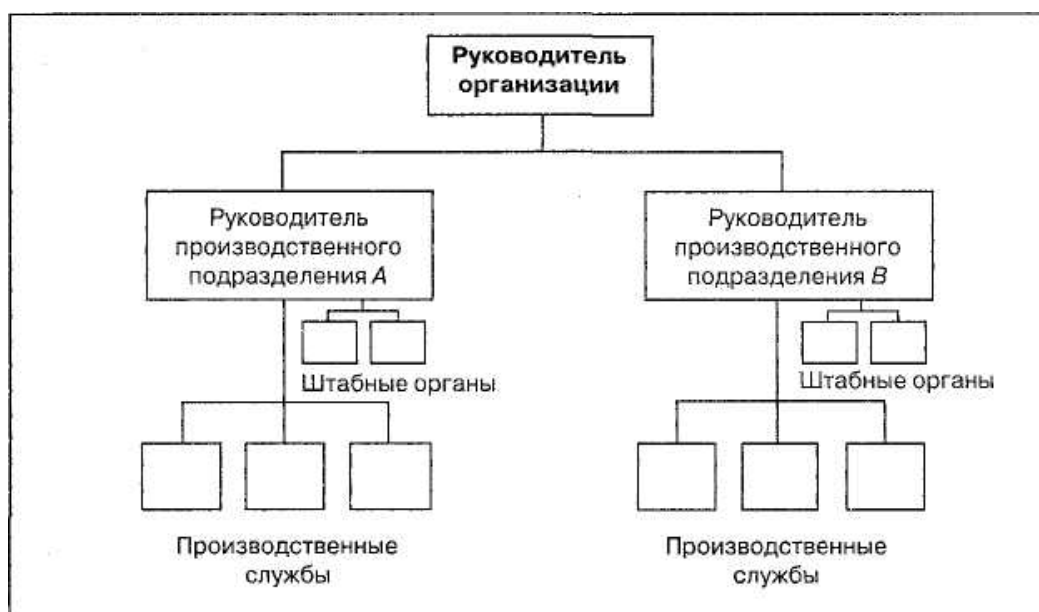 Руководитель
организации
Руководитель
производственного
подразделения A
Руководитель
производственного
подразделения B
Штабные органы
Штабные органы
Производственные
службы
Производственные
службы